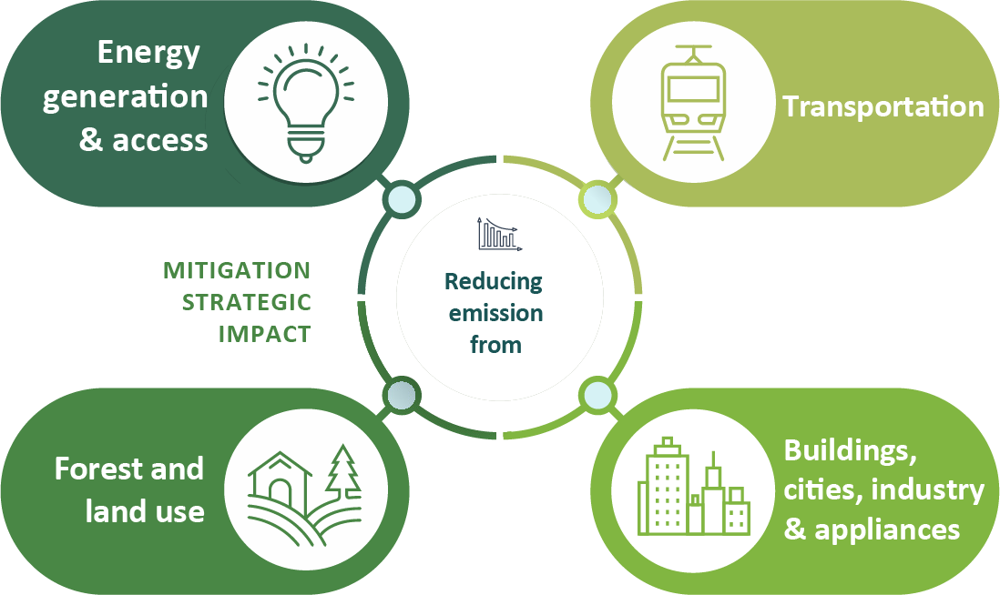 Energy
generation
& access
Transportation
MITIGATION
STRATEGIC
IMPACT
Reducing
emission
from
Forest and
land use
Buildings,
cities, industry
& appliances